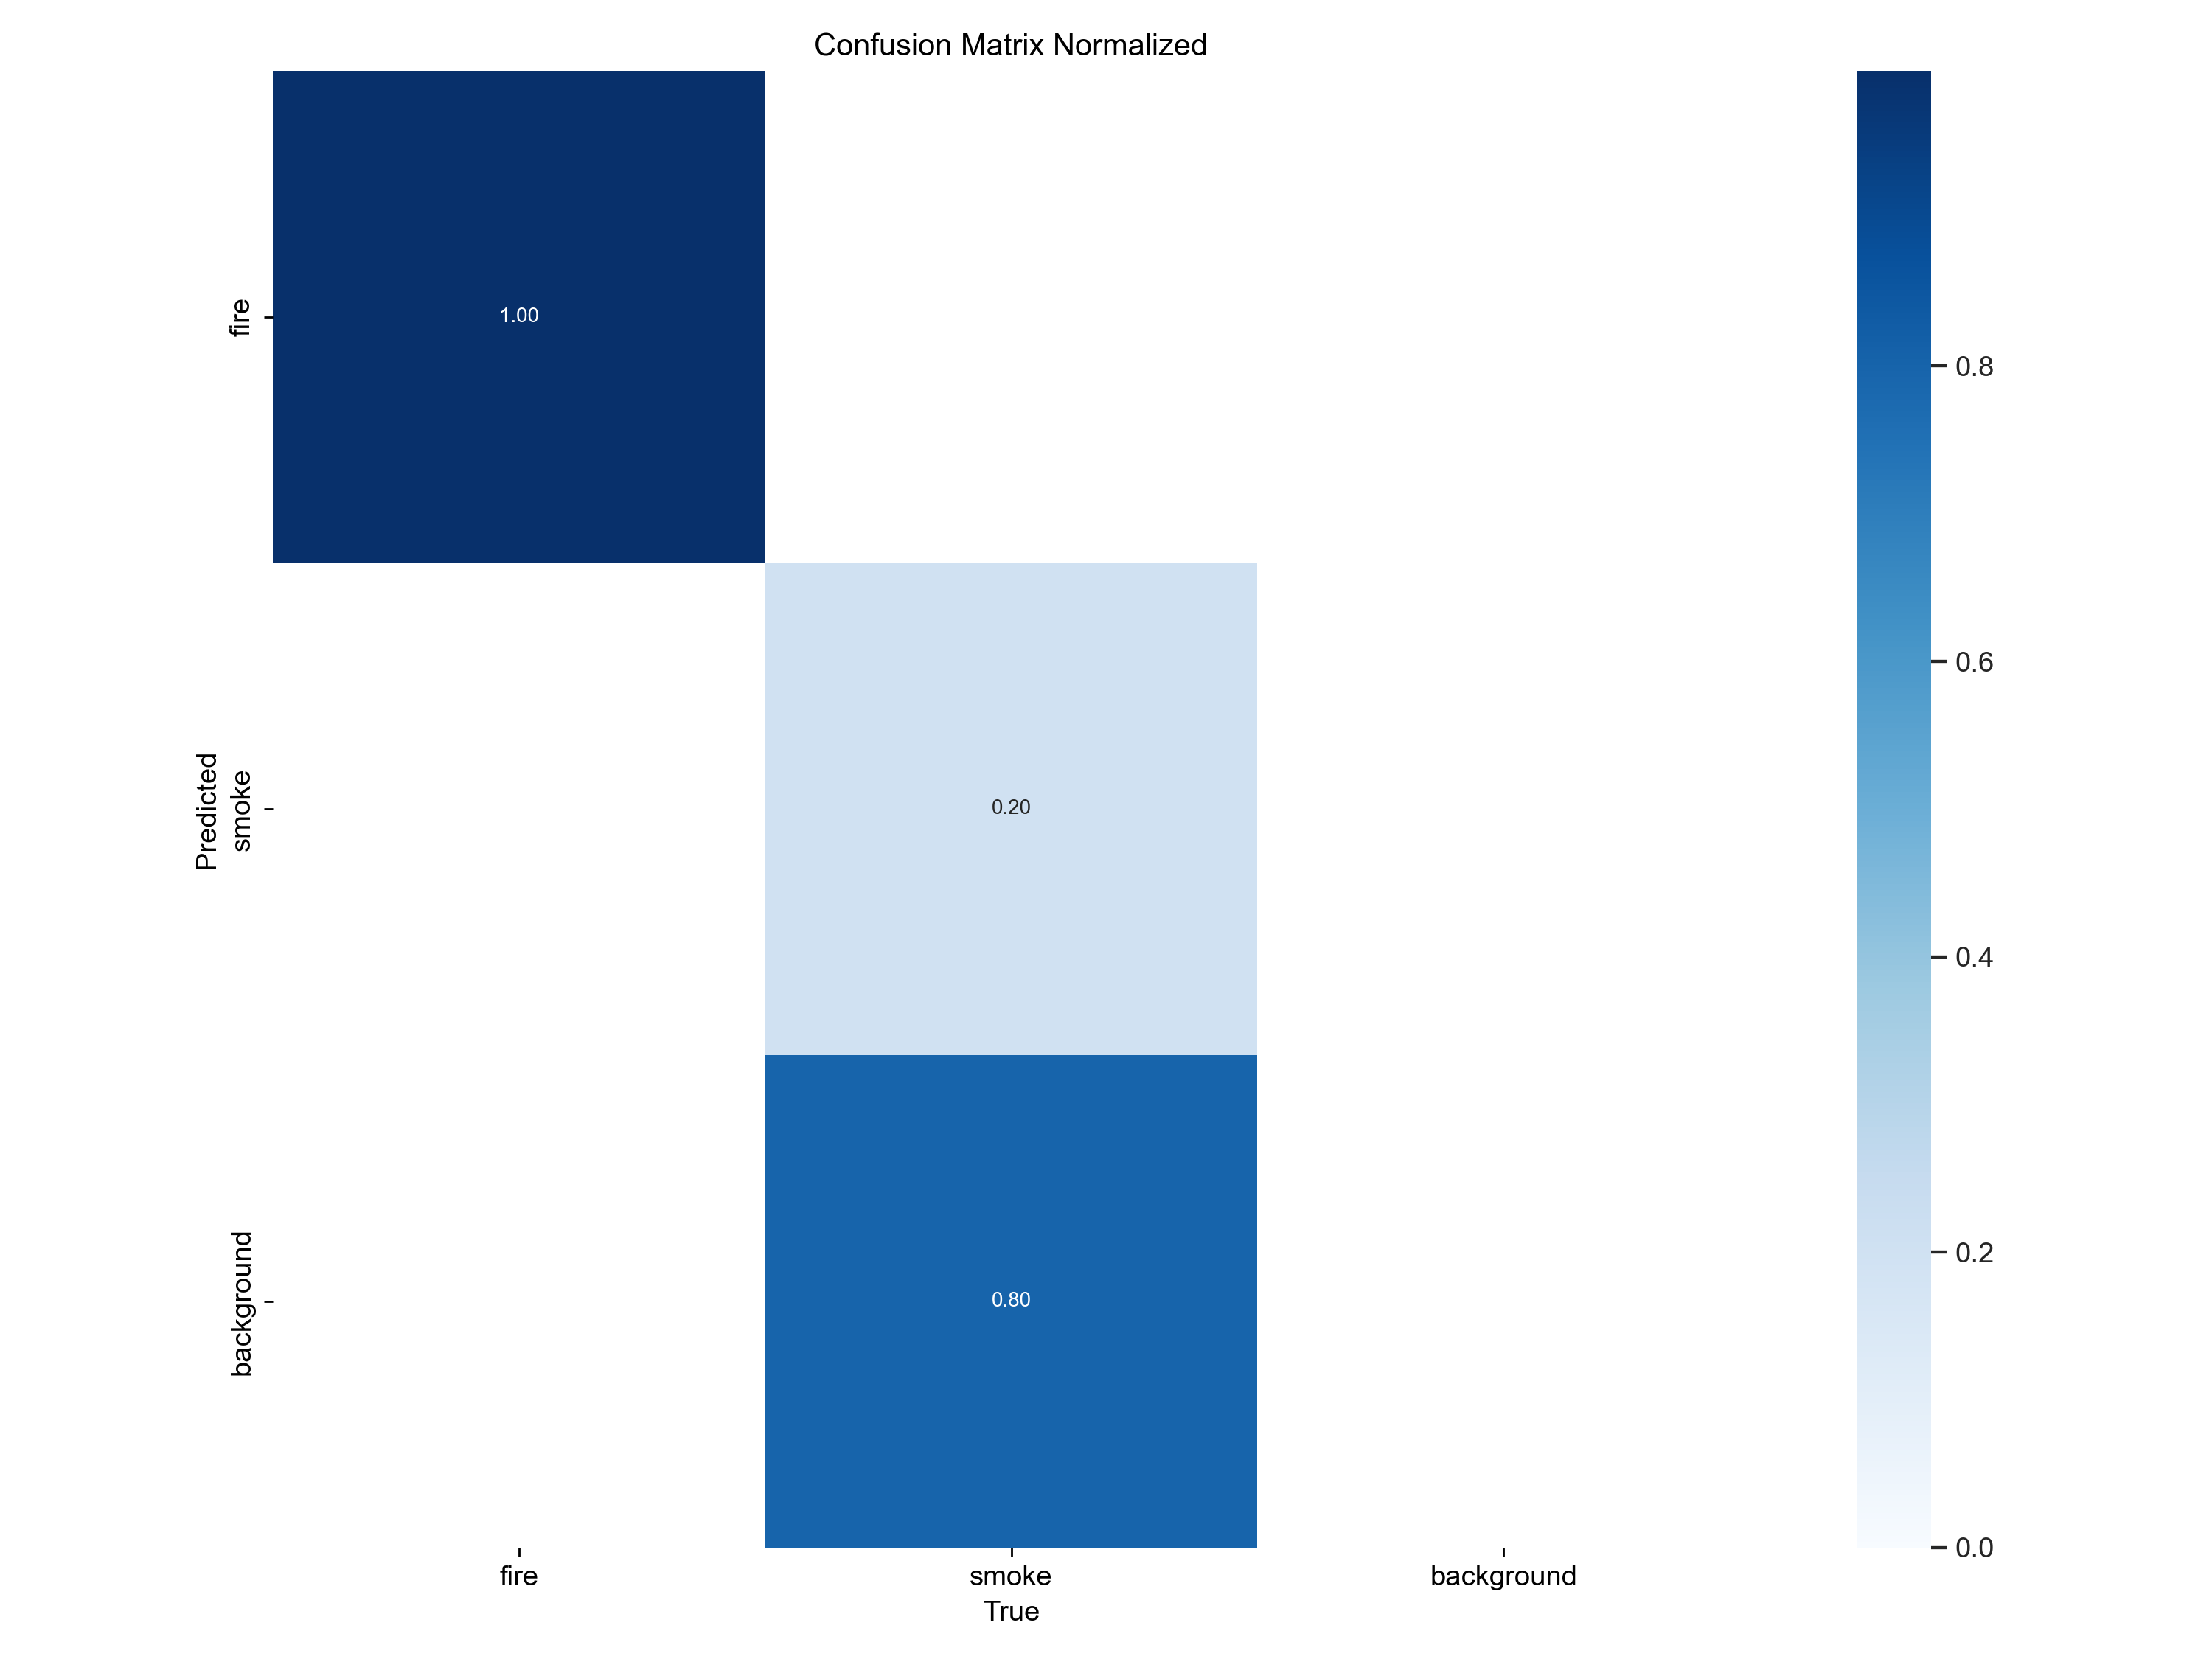 Confusion Matrix Normalized
fire
1.00
0.8
0.6
Predicted
smoke
0.20
0.4
0.2
background
0.80
0.0
fire
smoke
background
True